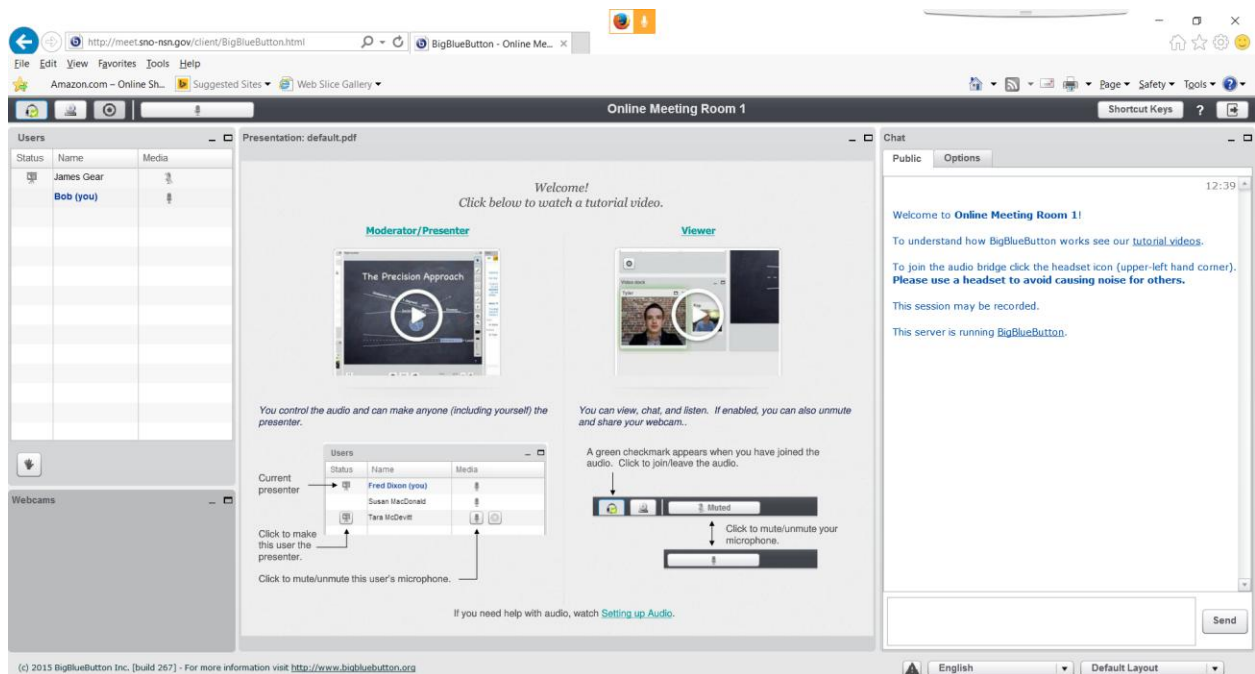 http://meet.sno-nsn.gov/client/BigBlueButton.html
BigBlueButton - Online Me...
File Edit View Favorites Tools Help
Amazon.com – Online Sh... Suggested Sites Web Slice Gallery
Page Safety Tools
Online Meeting Room 1
Shortcut Keys ?
Users
Status Name Media
James Gear
Bob (you)
Webcams
Presentation: default.pdf
Welcome!
Click below to watch a tutorial video.
Moderator/Presenter
The Precision Approach
You control the audio and can make anyone (including yourself) the
presenter.
Users
Status Name Media
Current
presenter
Fred Dixon (you)
Susan MacDonald
Tara McDevitt
Click to make
this user the
presenter.
Click to mute/unmute this user's microphone.
Viewer
Video dock
Tyler
You can view, chat, and listen. If enabled, you can also unmute
and share your webcam..
A green checkmark appears when you have joined the
audio. Click to join/leave the audio.
Muted
Click to mute/unmute your
microphone.
If you need help with audio, watch Setting up Audio.
Chat
Public Options
12:39
Welcome to Online Meeting Room 1!
To understand how BigBlueButton works see our tutorial videos.
To join the audio bridge click the headset icon (upper-left hand corner).
Please use a headset to avoid causing noise for others.
This session may be recorded.
This server is running BigBlueButton.
Send
(c) 2015 BigBlueButton Inc. [build 267] - For more information visit http://www.bigbluebutton.org
English Default Layout